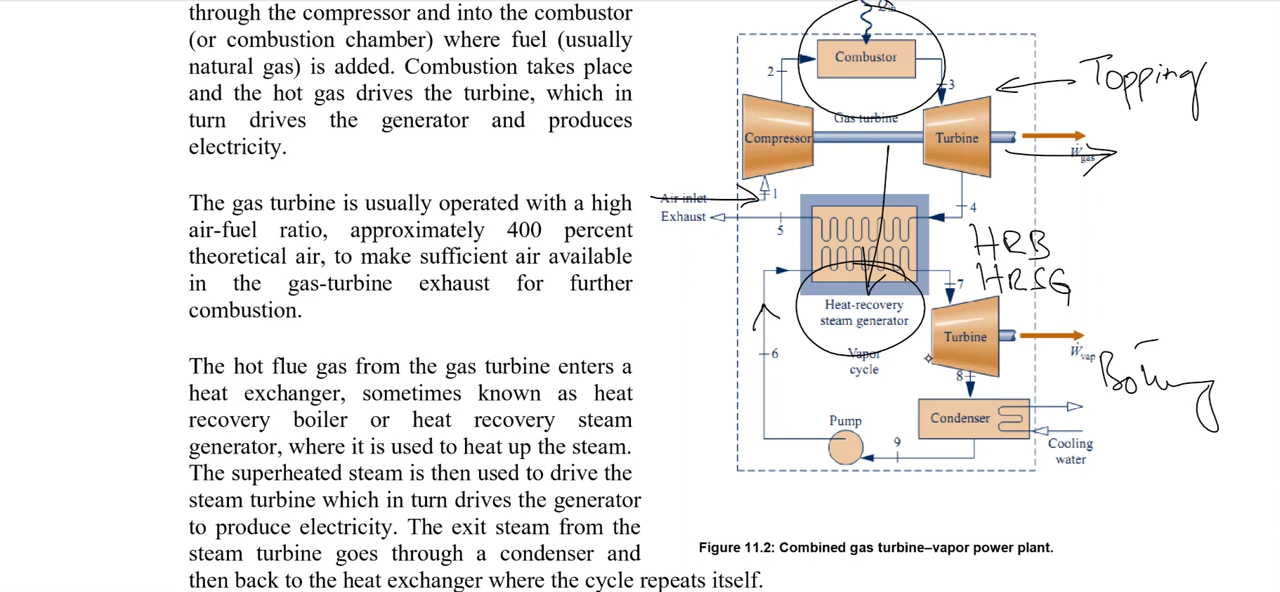 through the compressor and into the combustor
(or combustion chamber) where fuel (usually
natural gas) is added. Combustion takes place
and the hot gas drives the turbine, which in
turn drives the generator and produces
electricity.
The gas turbine is usually operated with a high
air-fuel ratio, approximately 400 percent
theoretical air, to make sufficient air available
in the gas-turbine exhaust for further
combustion.
The hot flue gas from the gas turbine enters a
heat exchanger, sometimes known as heat
recovery boiler or heat recovery steam
generator, where it is used to heat up the steam.
The superheated steam is then used to drive the
steam turbine which in turn drives the generator
to produce electricity. The exit steam from the
steam turbine goes through a condenser and
then back to the heat exchanger where the cycle repeats itself.
Combustor
2
3
Topping
Gas turbine
Compressor
Turbine
Ẇgas
1
Air inlet
Exhaust
5
4
HRB
HRSG
7
Heat-recovery
steam generator
Turbine
Ẇvap
6
Vapor
cycle
8
Pump
Condenser
9
Cooling
water
Figure 11.2: Combined gas turbine–vapor power plant.